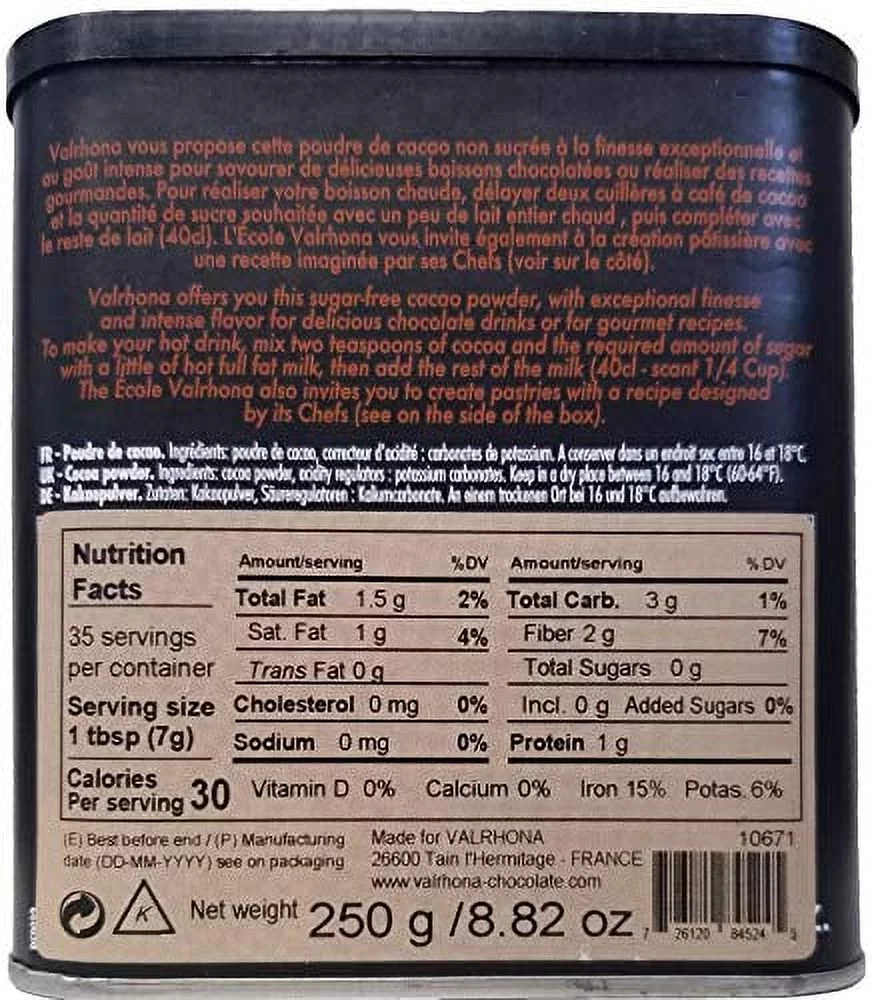 Valrhona vous propose cette poudre de cacao non sucrée à la finesse exceptionnelle et
au goût intense pour savourer de délicieuses boissons chocolatées ou réaliser des recettes
gourmandes. Pour réaliser votre boisson chaude, délayer deux cuillères à café de cacao
et la quantité de sucre souhaitée avec un peu de lait entier chaud , puis compléter avec
le reste de lait (40cl). L'École Valrhona vous invite également à la création pâtissière avec
une recette imaginée par ses Chefs (voir sur le côté).
Valrhona offers you this sugar-free cacao powder, with exceptional finesse
and intense flavor for delicious chocolate drinks or for gourmet recipes.
To make your hot drink, mix two teaspoons of cocoa and the required amount of sugar
with a little of hot full fat milk, then add the rest of the milk (40cl - scant 1/4 Cup).
The École Valrhona also invites you to create pastries with a recipe designed
by its Chefs (see on the side of the box).
FR - Poudre de cacao. Ingrédients: poudre de cacao, correcteur d'acidité : carbonates de potassium. A conserver dans un endroit sec entre 16 et 18°C.
UK - Cocoa powder. Ingredients: cocoa powder, acidity regulators : potassium carbonates. Keep in a dry place between 16 and 18°C (60-64°F).
DE - Kakaopulver. Zutaten: Kakaopulver, Säureregulatoren : Kaliumcarbonate. An einem trockenen Ort bei 16 und 18°C aufbewahren.
Nutrition
Facts
35 servings
per container
Serving size
1 tbsp (7g)
Calories
Per serving 30
Amount/serving %DV Amount/serving % DV
Total Fat 1.5 g 2% Total Carb. 3 g 1%
Sat. Fat 1 g 4% Fiber 2 g 7%
Trans Fat 0 g Total Sugars 0 g
Cholesterol 0 mg 0% Incl. 0 g Added Sugars 0%
Sodium 0 mg 0% Protein 1 g
Vitamin D 0% Calcium 0% Iron 15% Potas. 6%
(E) Best before end / (P) Manufacturing
date (DD-MM-YYYY) see on packaging
Made for VALRHONA
26600 Tain l'Hermitage - FRANCE
www.valrhona-chocolate.com
10671
K
Net weight 250 g /8.82 oz
7 26120 84524 3